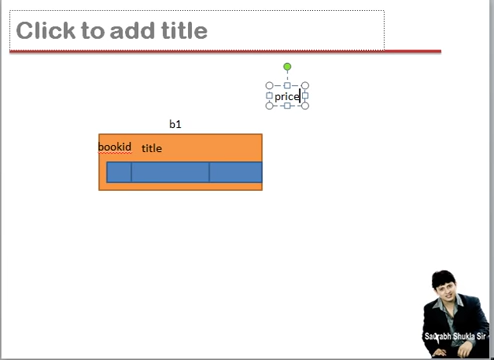 Click to add title
price
b1
bookid title
Saurabh Shukla Sir